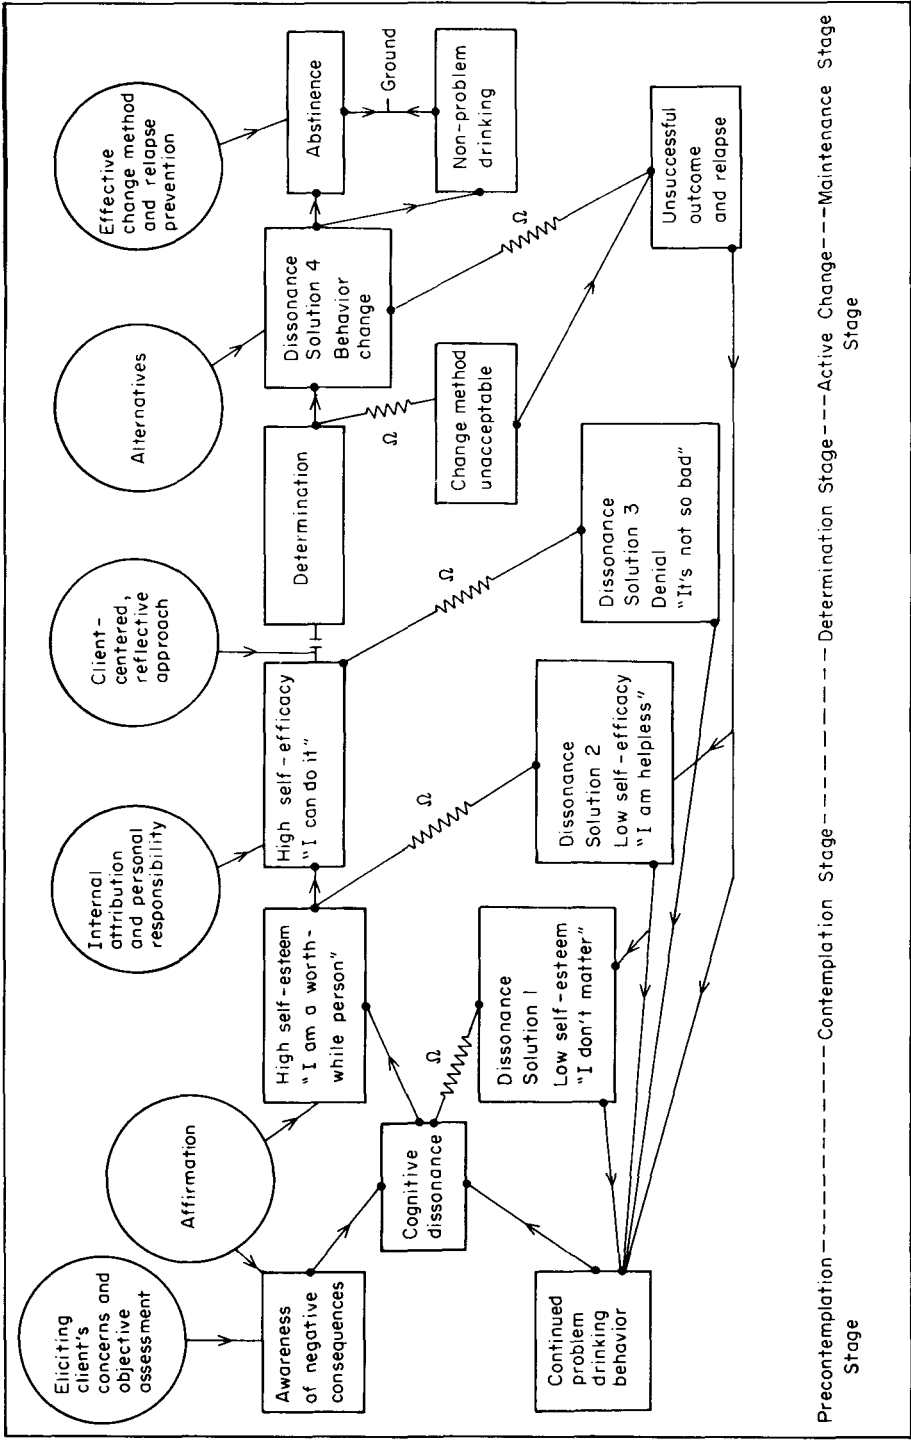 Eliciting
client's
concerns and
objective
assessment
Affirmation
Internal
attribution
and personal
responsibility
Client-
centered,
reflective
approach
Alternatives
Effective
change method
and relapse
prevention
Awareness
of negative
consequences
High self-esteem
"I am a worth-
while person"
High self-efficacy
"I can do it"
Determination
Dissonance
Solution 4
Behavior
change
Abstinence
Ground
Non-problem
drinking
Cognitive
dissonance
Ω
Ω
Ω
Ω
Ω
Change method
unacceptable
Continued
problem
drinking
behavior
Dissonance
Solution 1
Low self-esteem
"I don't matter"
Dissonance
Solution 2
Low self-efficacy
"I am helpless"
Dissonance
Solution 3
Denial
"It's not so bad"
Unsuccessful
outcome
and relapse
Precontemplation--------Contemplation Stage--------Determination Stage---Active Change---Maintenance Stage
Stage
Stage